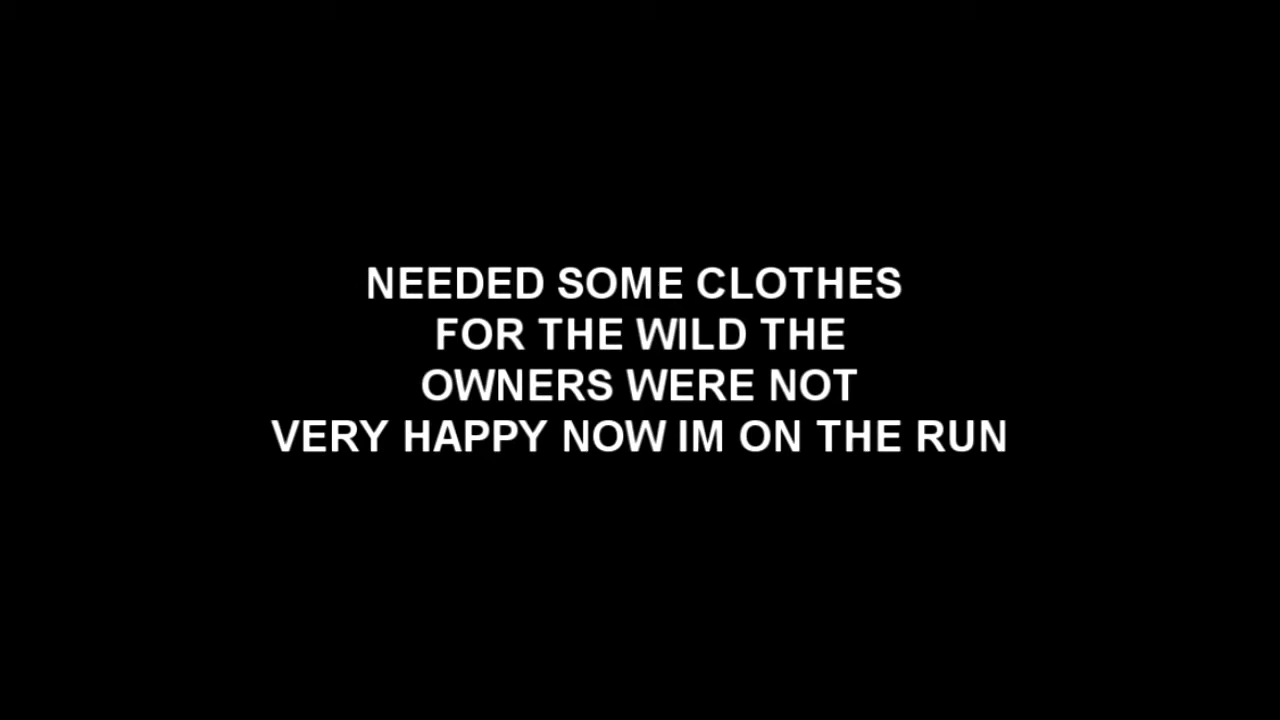 NEEDED SOME CLOTHES
FOR THE WILD THE
OWNERS WERE NOT
VERY HAPPY NOW IM ON THE RUN